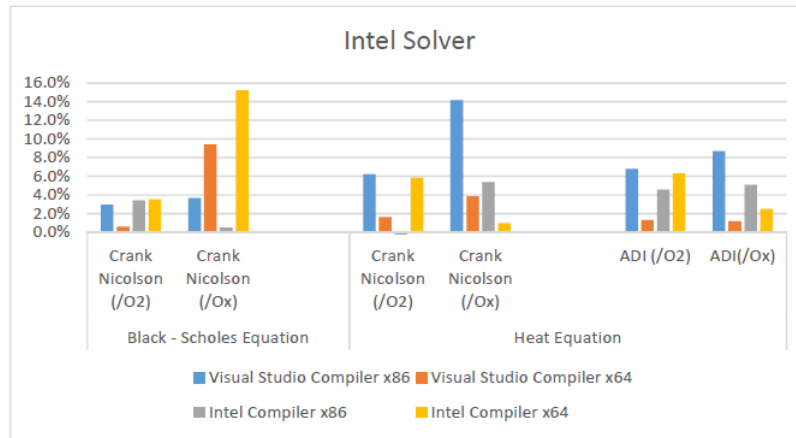 Intel Solver
16.0%
14.0%
12.0%
10.0%
8.0%
6.0%
4.0%
2.0%
0.0%
Crank
Nicolson
(/O2)
Crank
Nicolson
(/Ox)
Crank
Nicolson
(/O2)
Crank
Nicolson
(/Ox)
ADI (/O2)
ADI(/Ox)
Black - Scholes Equation
Heat Equation
Visual Studio Compiler x86
Visual Studio Compiler x64
Intel Compiler x86
Intel Compiler x64